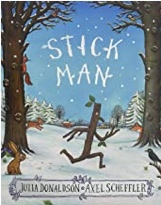 STICK
MAN
JULIA DONALDSON • AXEL SCHEFFLER